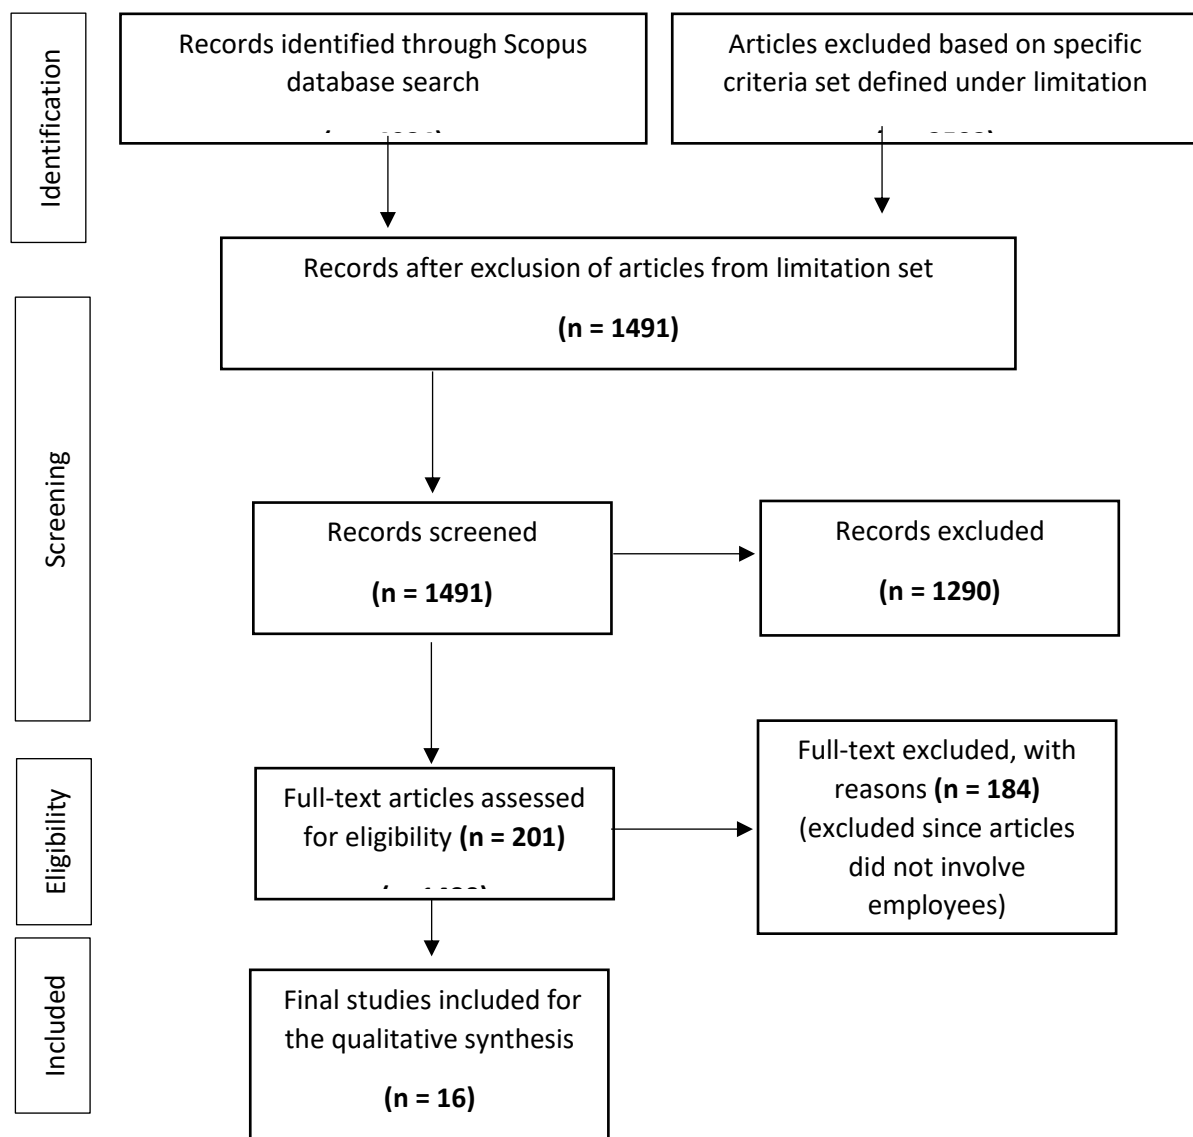 Identification
Records identified through Scopus
database search
Articles excluded based on specific
criteria set defined under limitation
Records after exclusion of articles from limitation set
(n = 1491)
Screening
Records screened
(n = 1491)
Records excluded
(n = 1290)
Eligibility
Full-text articles assessed
for eligibility (n = 201)
Full-text excluded, with
reasons (n = 184)
(excluded since articles
did not involve
employees)
Included
Final studies included for
the qualitative synthesis
(n = 16)